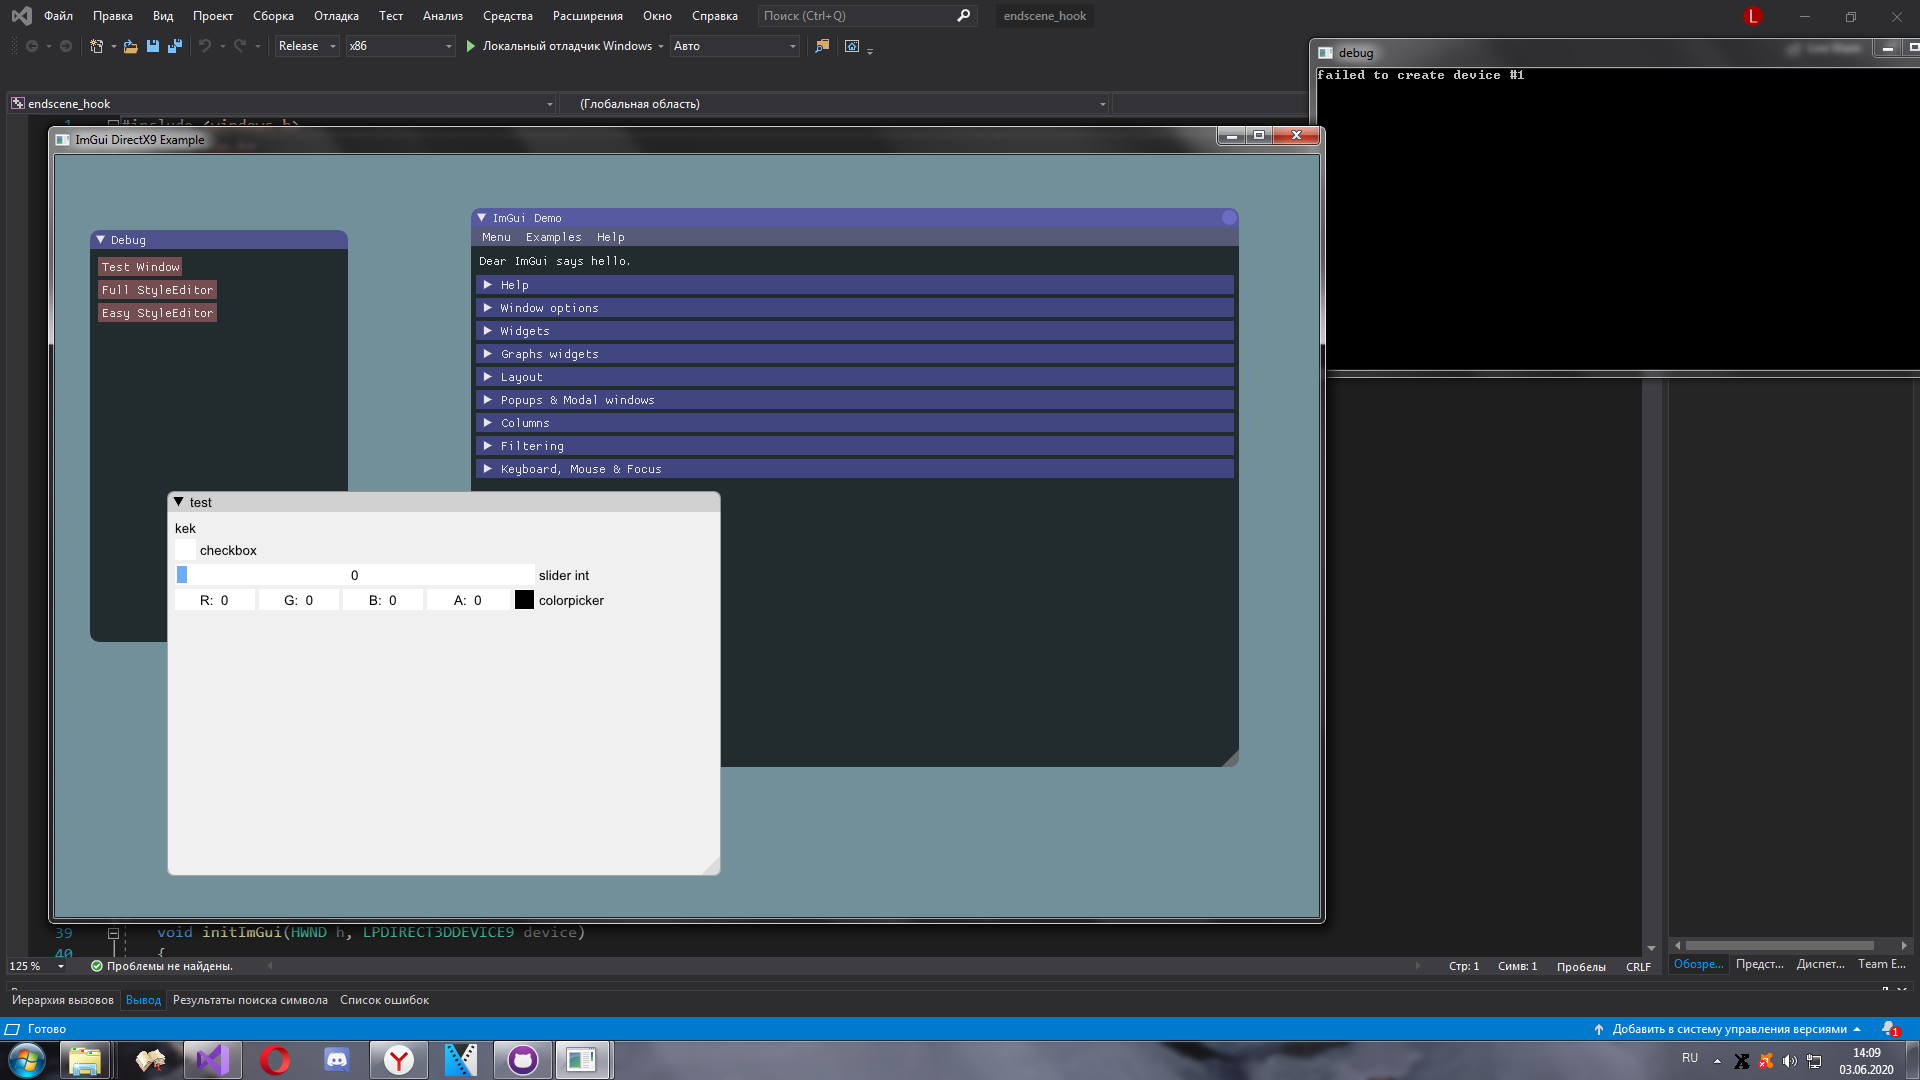 Файл Правка Вид Проект Сборка Отладка Тест Анализ Средства Расширения Окно Справка Поиск (Ctrl+Q) endscene_hook L
Release x86 Локальный отладчик Windows Авто
debug
failed to create device #1
endscene_hook (Глобальная область)
1 #include <windows.h>
ImGui DirectX9 Example
Debug
Test Window
Full StyleEditor
Easy StyleEditor
ImGui Demo
Menu Examples Help
Dear ImGui says hello.
Help
Window options
Widgets
Graphs widgets
Layout
Popups & Modal windows
Columns
Filtering
Keyboard, Mouse & Focus
test
kek
checkbox
0 slider int
R: 0 G: 0 B: 0 A: 0 colorpicker
39 void initImGui(HWND h, LPDIRECT3DDEVICE9 device)
40 {
125 % Проблемы не найдены. Стр: 1 Симв: 1 Пробелы CRLF
Обозре... Предст... Диспет... Team E...
Иерархия вызовов Вывод Результаты поиска символа Список ошибок
Готово Добавить в систему управления версиями 1
RU 14:09
03.06.2020